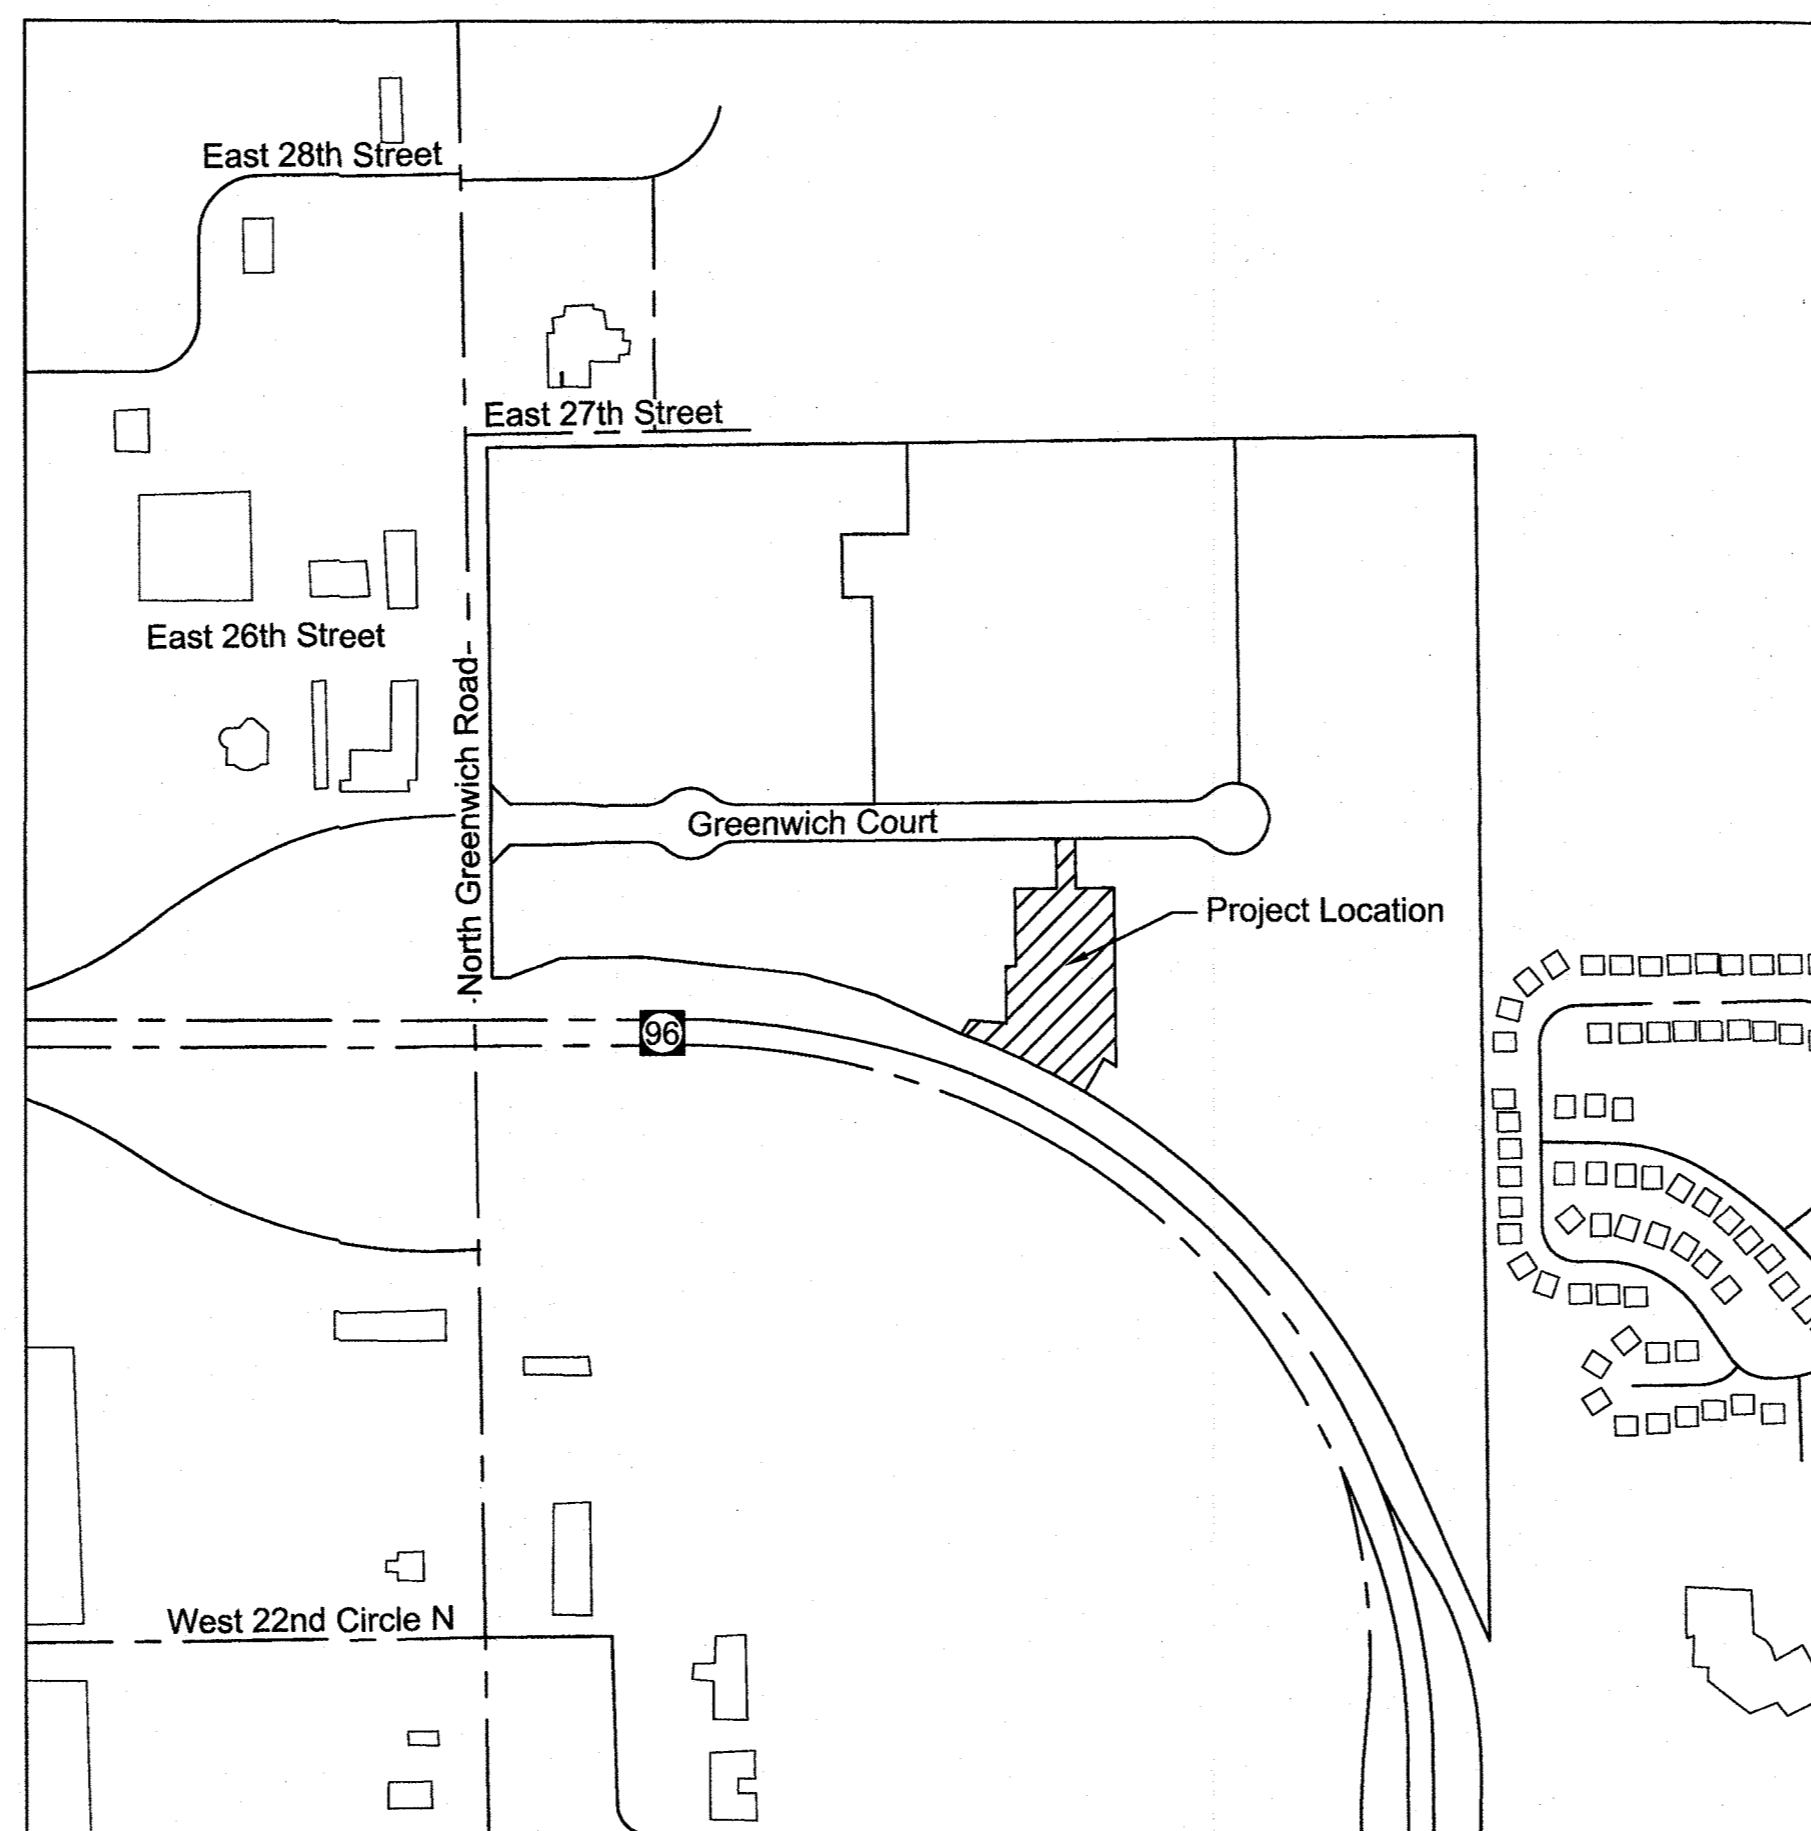 East 28th Street
East 27th Street
East 26th Street
North Greenwich Road
Greenwich Court
Project Location
96
West 22nd Circle N